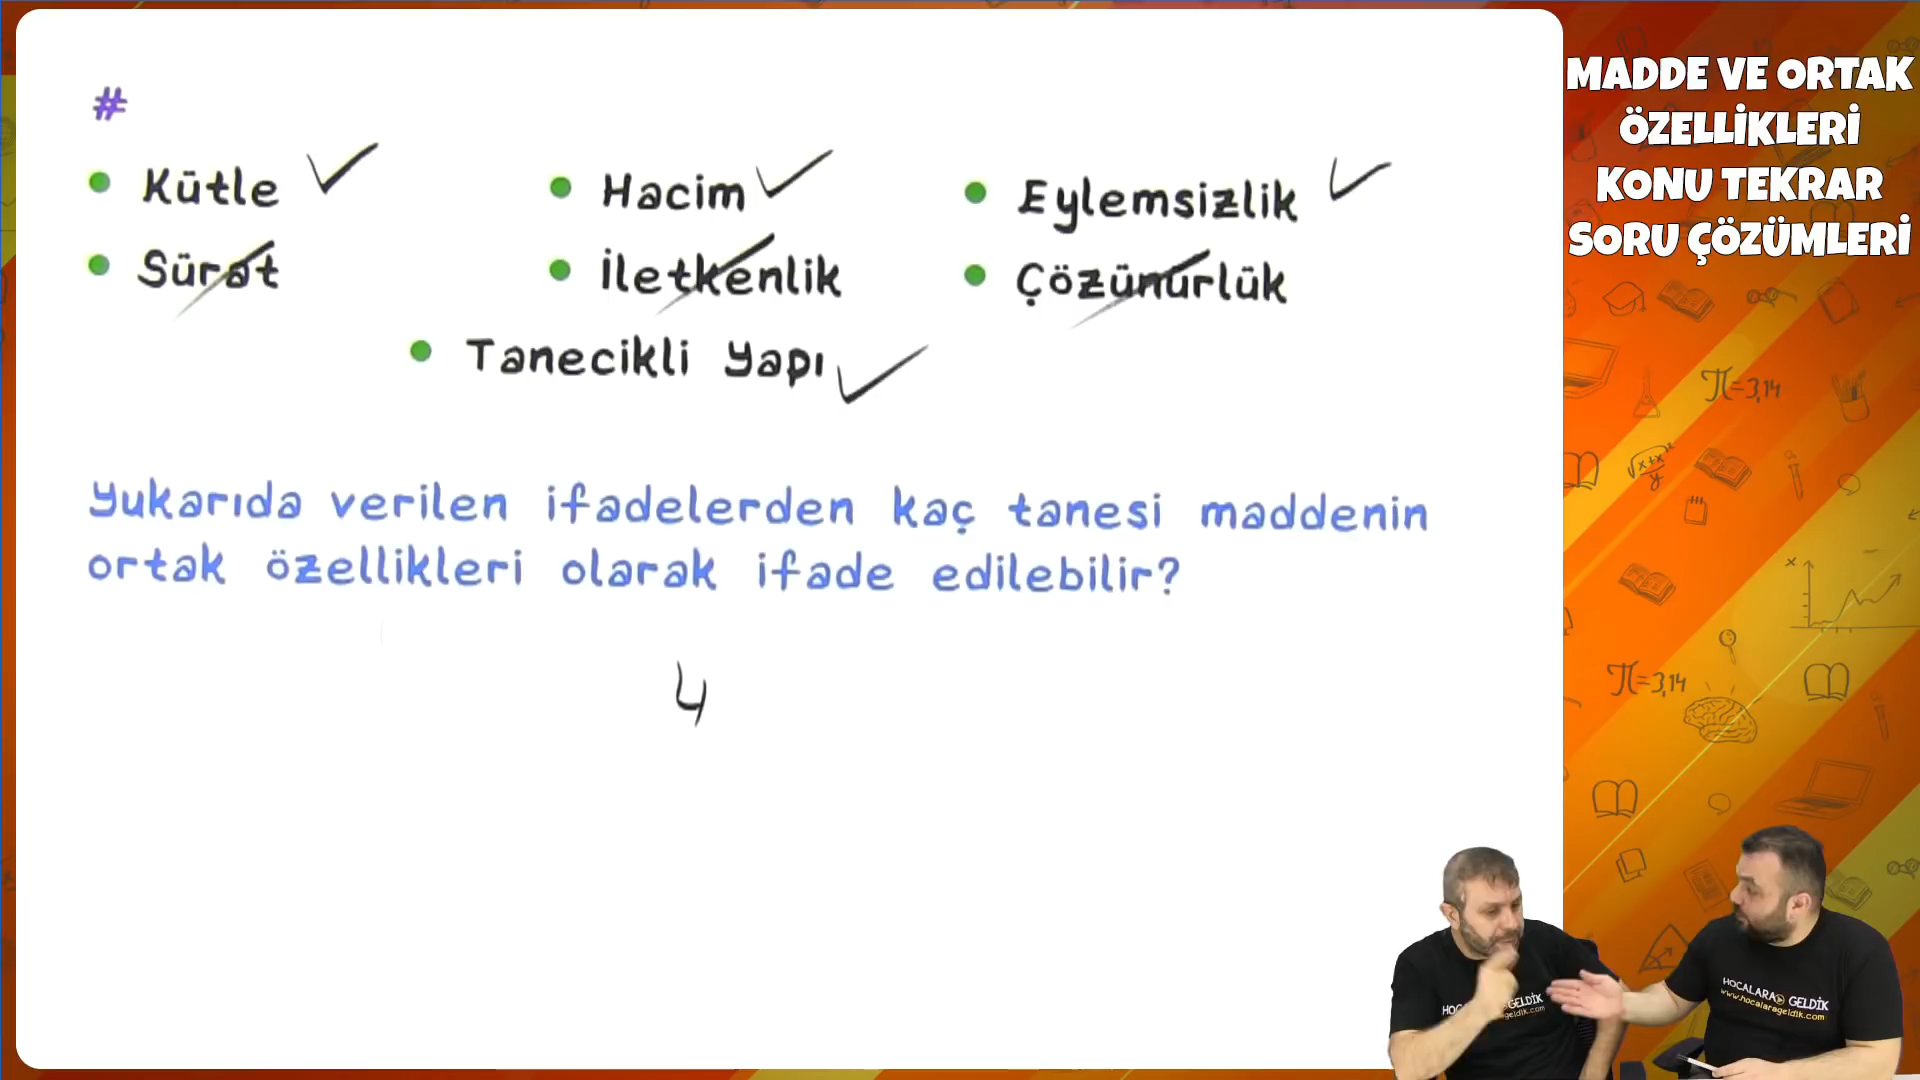 #
Kütle
Hacim
Eylemsizlik
Sürat
İletkenlik
Çözünürlük
Tanecikli Yapı
Yukarıda verilen ifadelerden kaç tanesi maddenin
ortak özellikleri olarak ifade edilebilir?
4
MADDE VE ORTAK
ÖZELLİKLERİ
KONU TEKRAR
SORU ÇÖZÜMLERİ
π=3,14
π=3,14
HOCALARA GELDİK
www.hocalarageldik.com